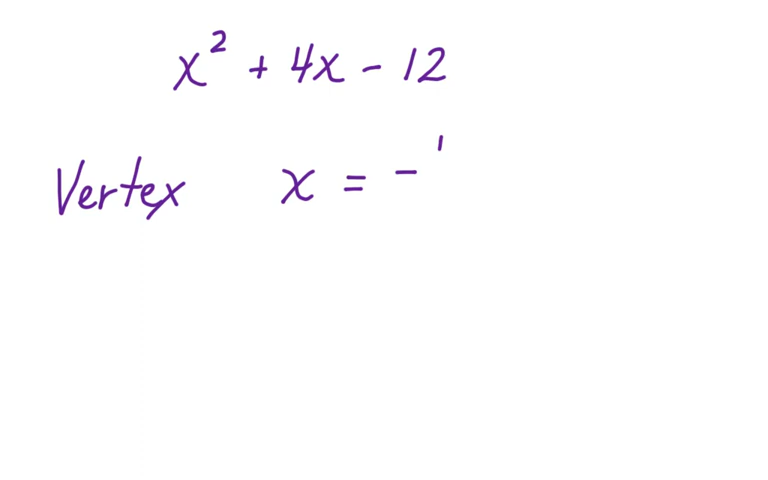 x² + 4x - 12
Vertex x = -